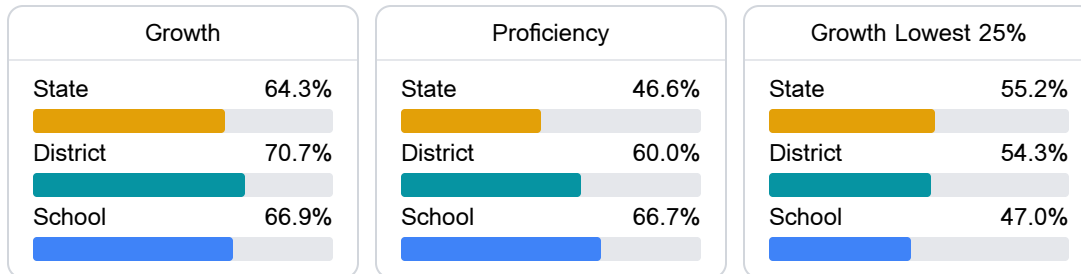 Growth
State 64.3%
District 70.7%
School 66.9%
Proficiency
State 46.6%
District 60.0%
School 66.7%
Growth Lowest 25%
State 55.2%
District 54.3%
School 47.0%